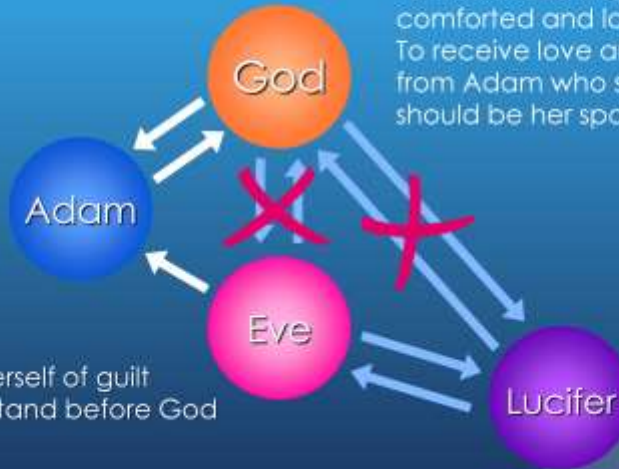 comforted and lo
To receive love a
from Adam who s
should be her spo
God
Adam
Eve
Lucifer
erself of guilt
tand before God